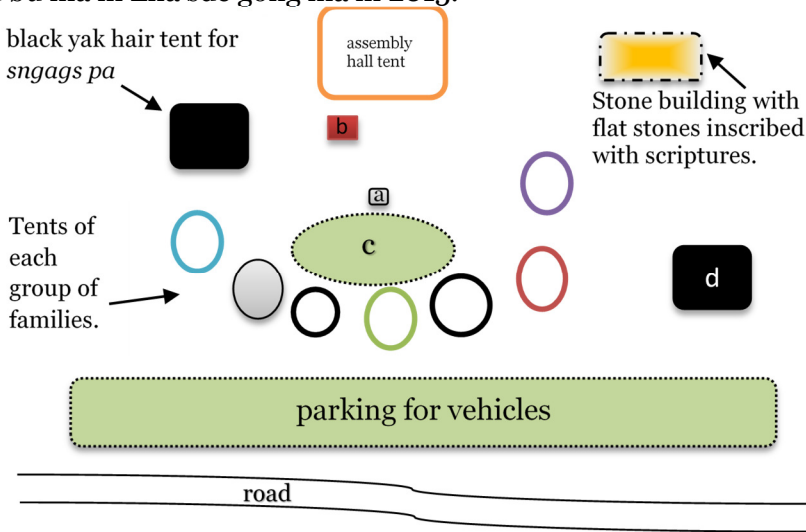 black yak hair tent for
sngags pa
assembly
hall tent
Stone building with
flat stones inscribed
with scriptures.
b
a
c
Tents of
each
group of
families.
d
parking for vehicles
road